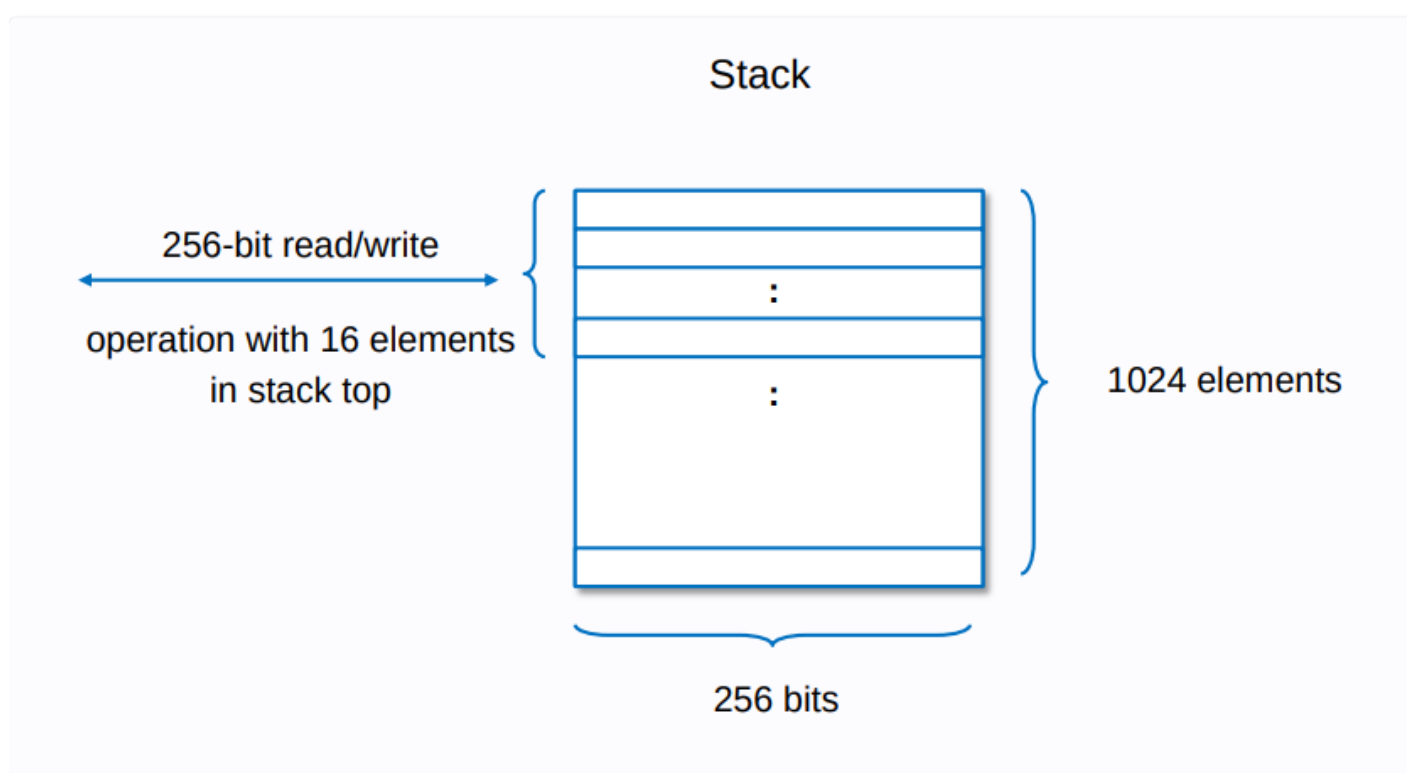 Stack
256-bit read/write
operation with 16 elements
in stack top
:
:
1024 elements
256 bits